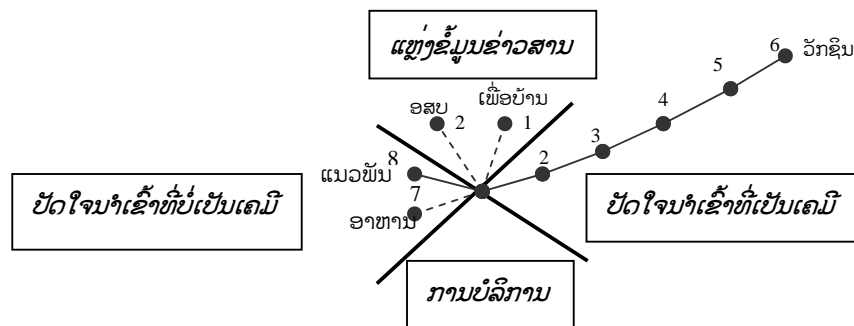 ແຫຼ່ງຂໍ້ມູນຂ່າວສານ
6 ວັກຊິນ
5
ອສບ 2
ເພື່ອບ້ານ 1
4
3
2
ແນວພັນ 8
7
ອາຫານ
ປັດໃຈນຳເຂົ້າທີ່ບໍ່ເປັນເຄມີ
ປັດໃຈນຳເຂົ້າທີ່ເປັນເຄມີ
ການບໍລິການ